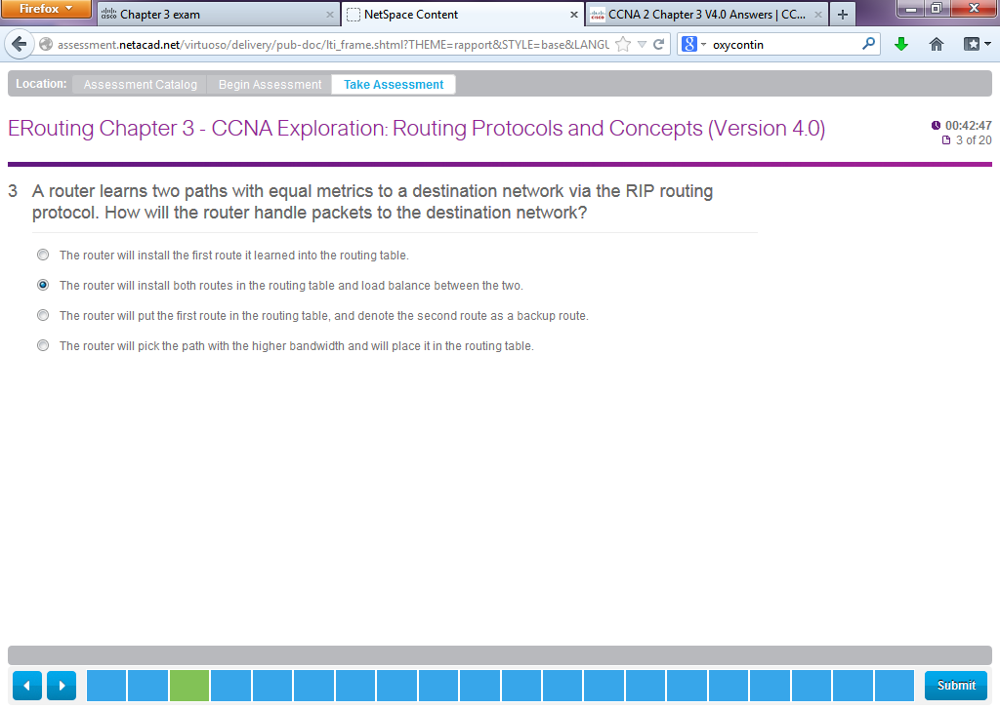 Firefox
Chapter 3 exam
NetSpace Content
CCNA 2 Chapter 3 V4.0 Answers | CC...
assessment.netacad.net/virtuoso/delivery/pub-doc/lti_frame.shtml?THEME=rapport&STYLE=base&LANGU
8
oxycontin
Location:
Assessment Catalog
Begin Assessment
Take Assessment
ERouting Chapter 3 - CCNA Exploration: Routing Protocols and Concepts (Version 4.0)
00:42:47
3 of 20
3 A router learns two paths with equal metrics to a destination network via the RIP routing
protocol. How will the router handle packets to the destination network?
The router will install the first route it learned into the routing table.
The router will install both routes in the routing table and load balance between the two.
The router will put the first route in the routing table, and denote the second route as a backup route.
The router will pick the path with the higher bandwidth and will place it in the routing table.
Submit